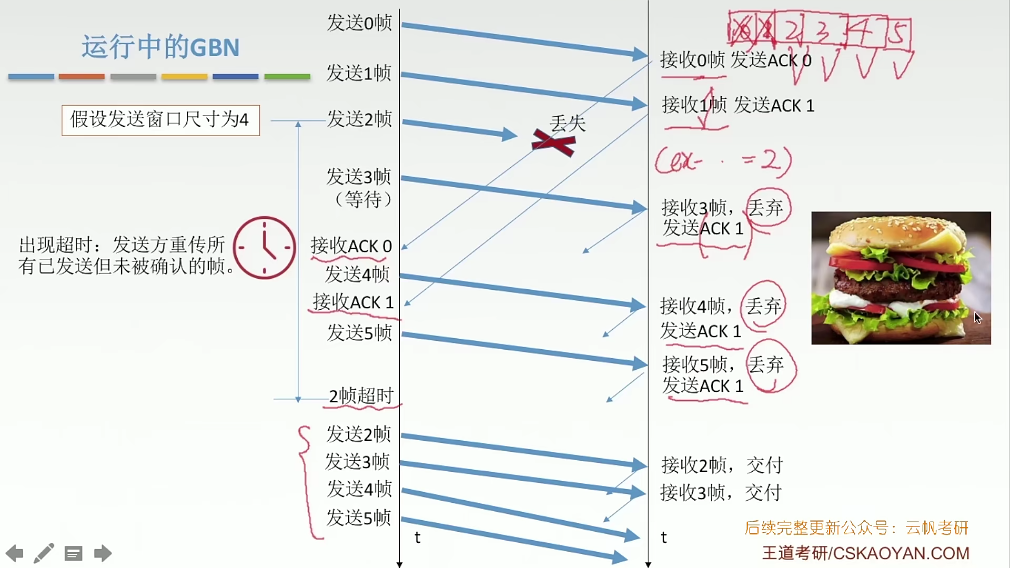 运行中的GBN
假设发送窗口尺寸为4
出现超时：发送方重传所
有已发送但未被确认的帧。
发送0帧
发送1帧
发送2帧
发送3帧
（等待）
接收ACK 0
发送4帧
接收ACK 1
发送5帧
2帧超时
发送2帧
发送3帧
发送4帧
发送5帧
t
丢失
2 3 4 5
接收0帧 发送ACK 0
接收1帧 发送ACK 1
(ex- · = 2)
接收3帧，丢弃
发送ACK 1
接收4帧，丢弃
发送ACK 1
接收5帧，丢弃
发送ACK 1
接收2帧，交付
接收3帧，交付
t
后续完整更新公众号：云帆考研
王道考研/CSKAOYAN.COM